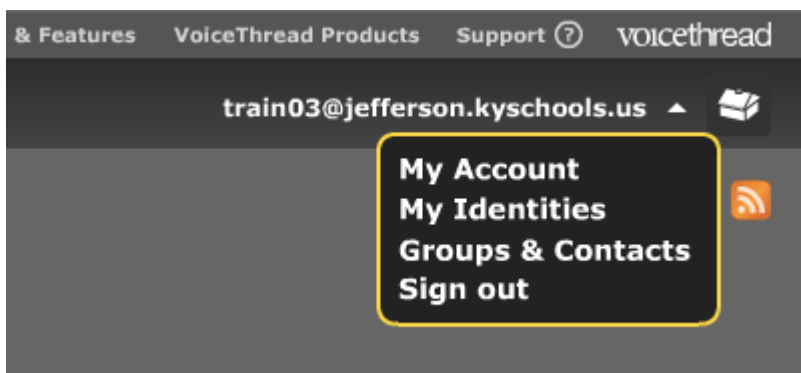 & Features VoiceThread Products Support ? voicethread
train03@jefferson.kyschools.us
My Account
My Identities
Groups & Contacts
Sign out